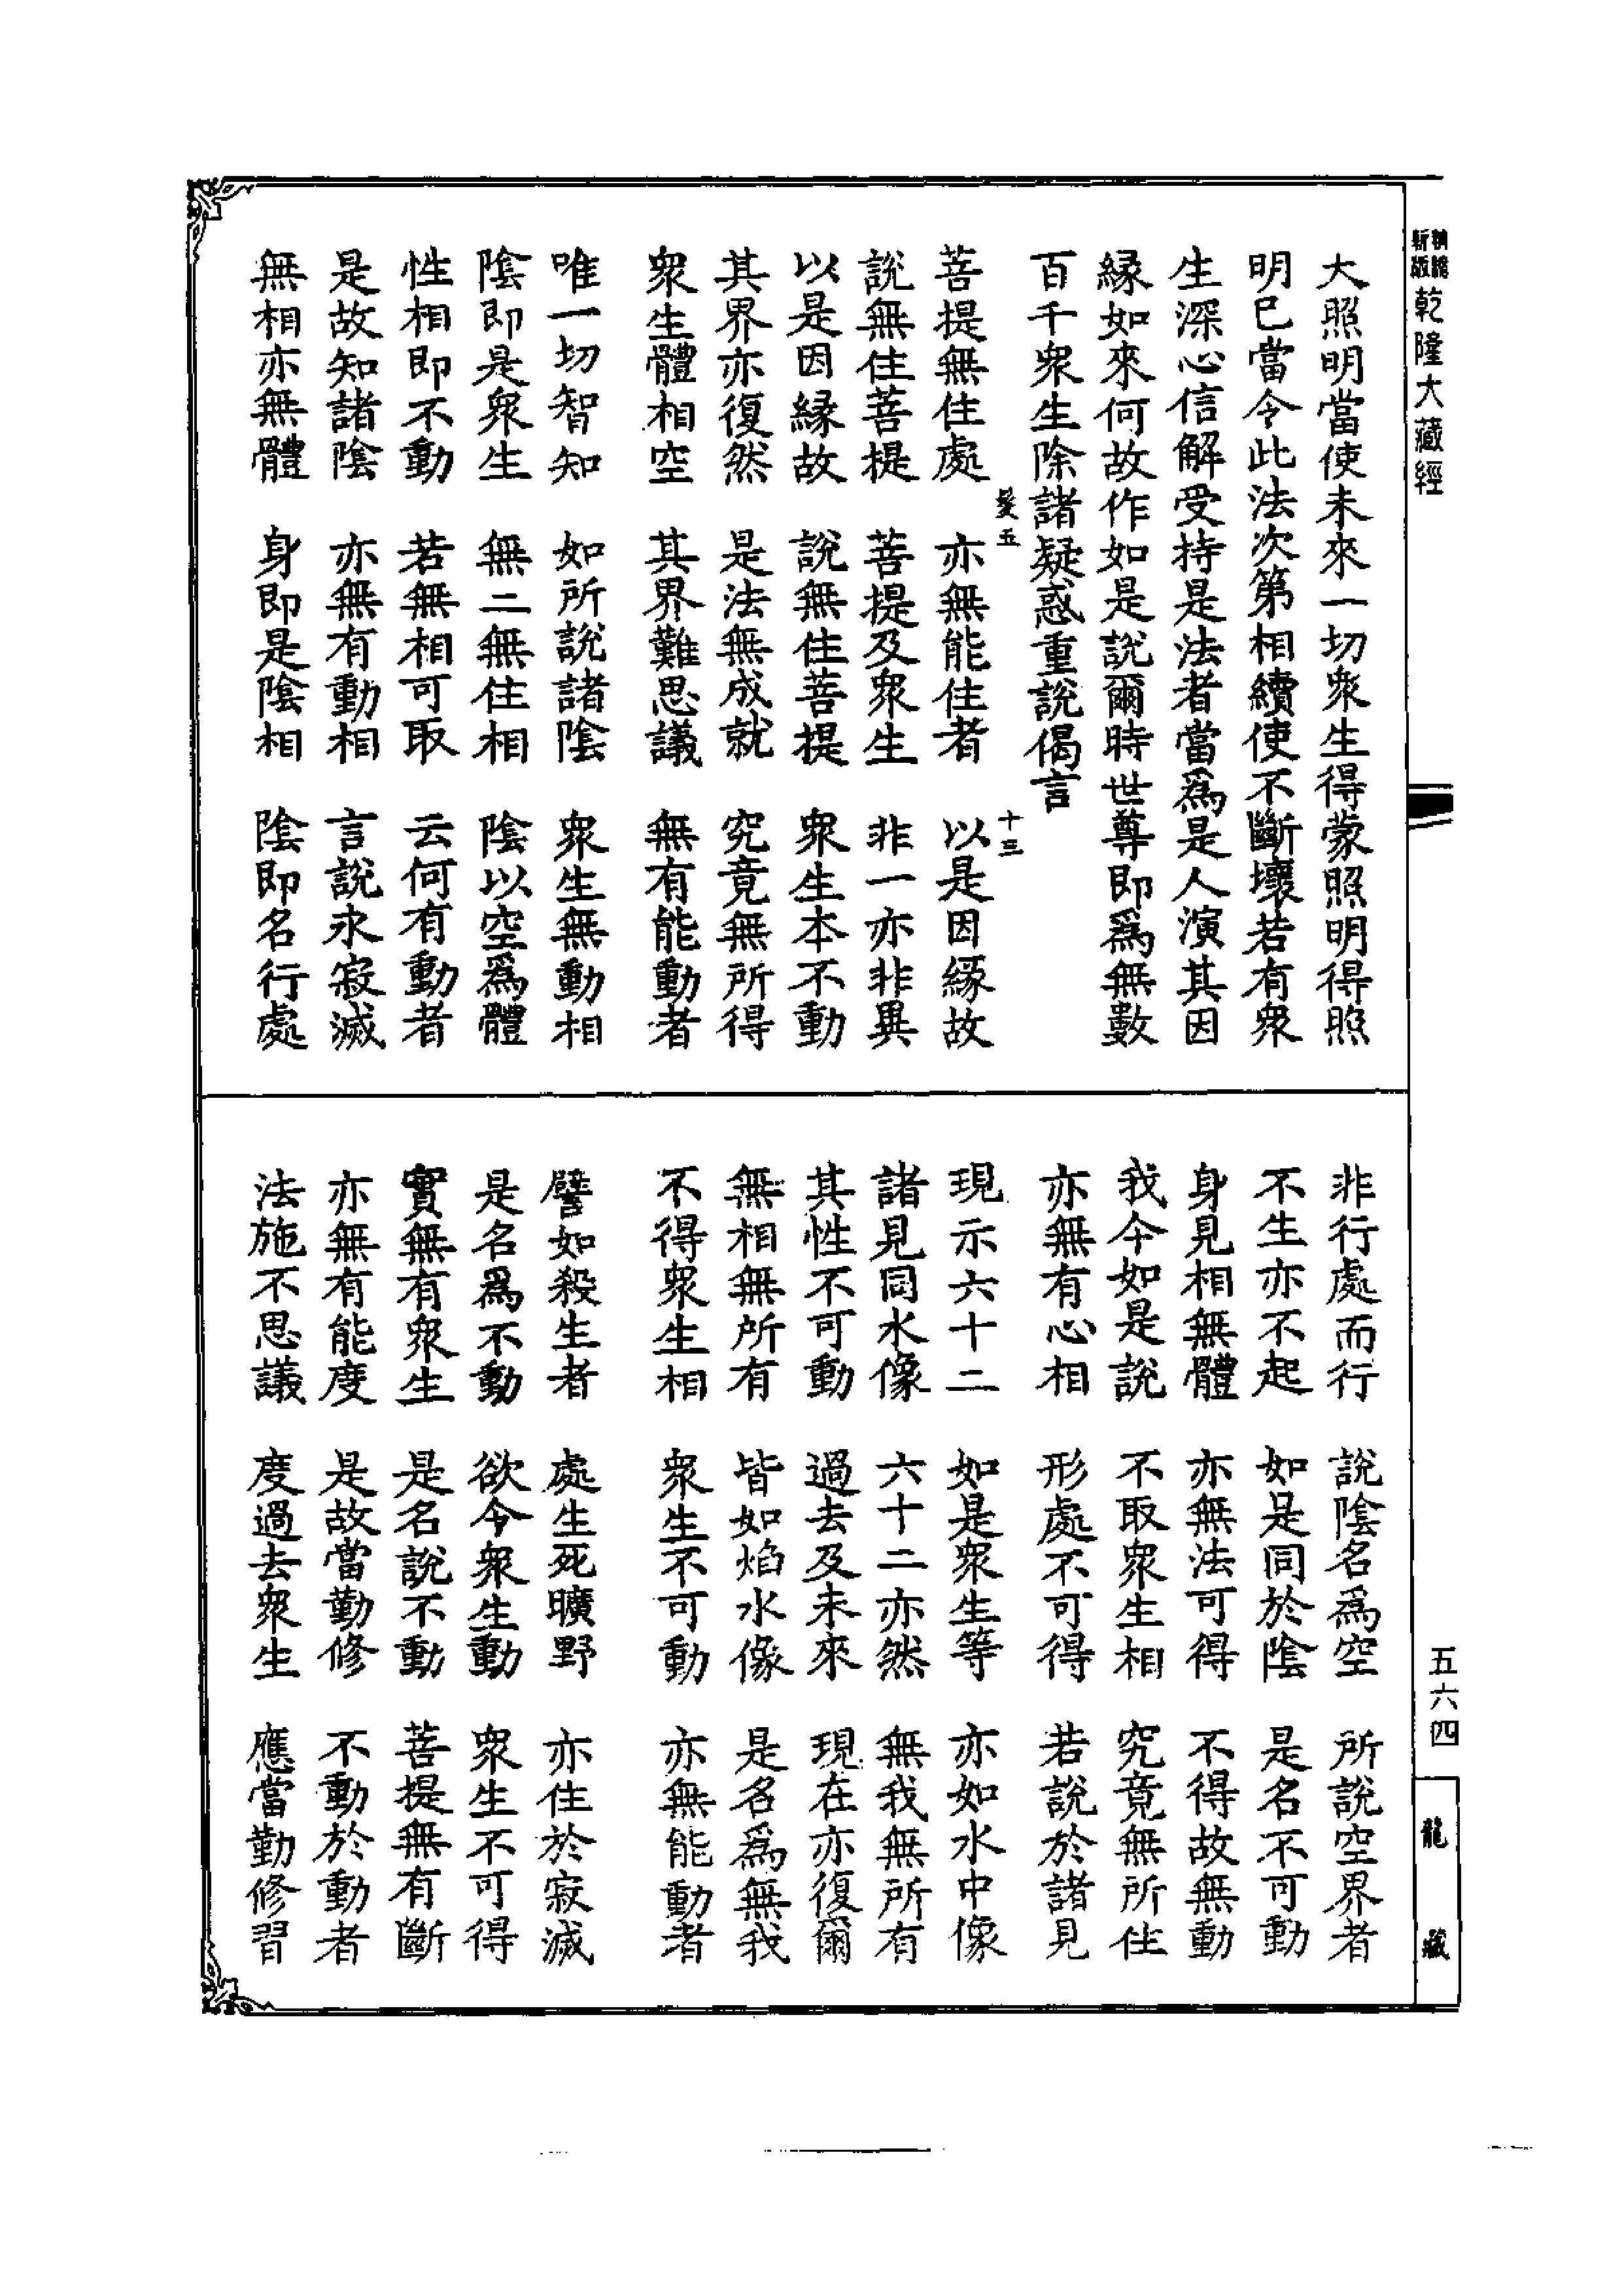 乾隆大藏經
大照明當使未來一切衆生得蒙照明得照
明已當令此法次第相續使不斷壞若有衆
生深心信解受持是法者當爲是人演其因
緣如來何故作如是說爾時世尊即爲無數
百千衆生除諸疑惑重說偈言
髮五 十三
菩提無住處 亦無能住者 以是因緣故
說無住菩提 菩提及衆生 非一亦非異
以是因緣故 說無住菩提 衆生本不動
其界亦復然 是法無成就 究竟無所得
衆生體相空 其界難思議 無有能動者
唯一切智知 如所說諸陰 衆生無動相
陰即是衆生 無二無住相 陰以空爲體
性相即不動 若無相可取 云何有動者
是故知諸陰 亦無有動相 言說永寂滅
無相亦無體 身即是陰相 陰即名行處
非行處而行 說陰名爲空 所說空界者
不生亦不起 如是同於陰 是名不可動
身見相無體 亦無法可得 不得故無動
我今如是說 不取衆生相 究竟無所住
亦無有心相 形處不可得 若說於諸見
現示六十二 如是衆生等 亦如水中像
諸見同水像 六十二亦然 無我無所有
其性不可動 過去及未來 現在亦復爾
無相無所有 皆如焰水像 是名爲無我
不得衆生相 衆生不可動 亦無能動者
譬如殺生者 處生死曠野 亦住於寂滅
是名爲不動 欲令衆生動 衆生不可得
實無有衆生 是名說不動 菩提無有斷
亦無有能度 是故當勤修 不動於動者
法施不思議 度過去衆生 應當勤修習
五六四
龍藏